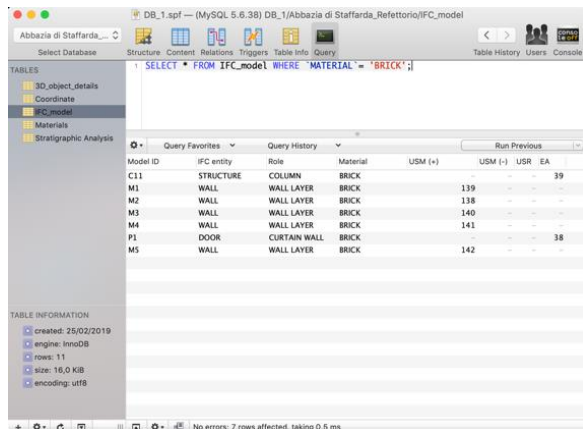 DB_1.spf — (MySQL 5.6.38) DB_1/Abbazia di Staffarda_Refettorio/IFC_model
Abbazia di Staffarda_...
Select Database
Structure Content Relations Triggers Table Info Query
Table History Users Console
conso
le off
TABLES
3D_object_details
Coordinate
IFC_model
Materials
Stratigraphic Analysis
1 SELECT * FROM IFC_model WHERE `MATERIAL`= 'BRICK';
Query Favorites Query History Run Previous
Model ID IFC entity Role Material USM (+) USM (-) USR EA
C11 STRUCTURE COLUMN BRICK - - - 39
M1 WALL WALL LAYER BRICK 139 - - -
M2 WALL WALL LAYER BRICK 138 - - -
M3 WALL WALL LAYER BRICK 140 - - -
M4 WALL WALL LAYER BRICK 141 - - -
P1 DOOR CURTAIN WALL BRICK - - - 38
M5 WALL WALL LAYER BRICK 142 - - -
TABLE INFORMATION
created: 25/02/2019
engine: InnoDB
rows: 11
size: 16,0 KiB
encoding: utf8
No errors; 7 rows affected, taking 0,5 ms